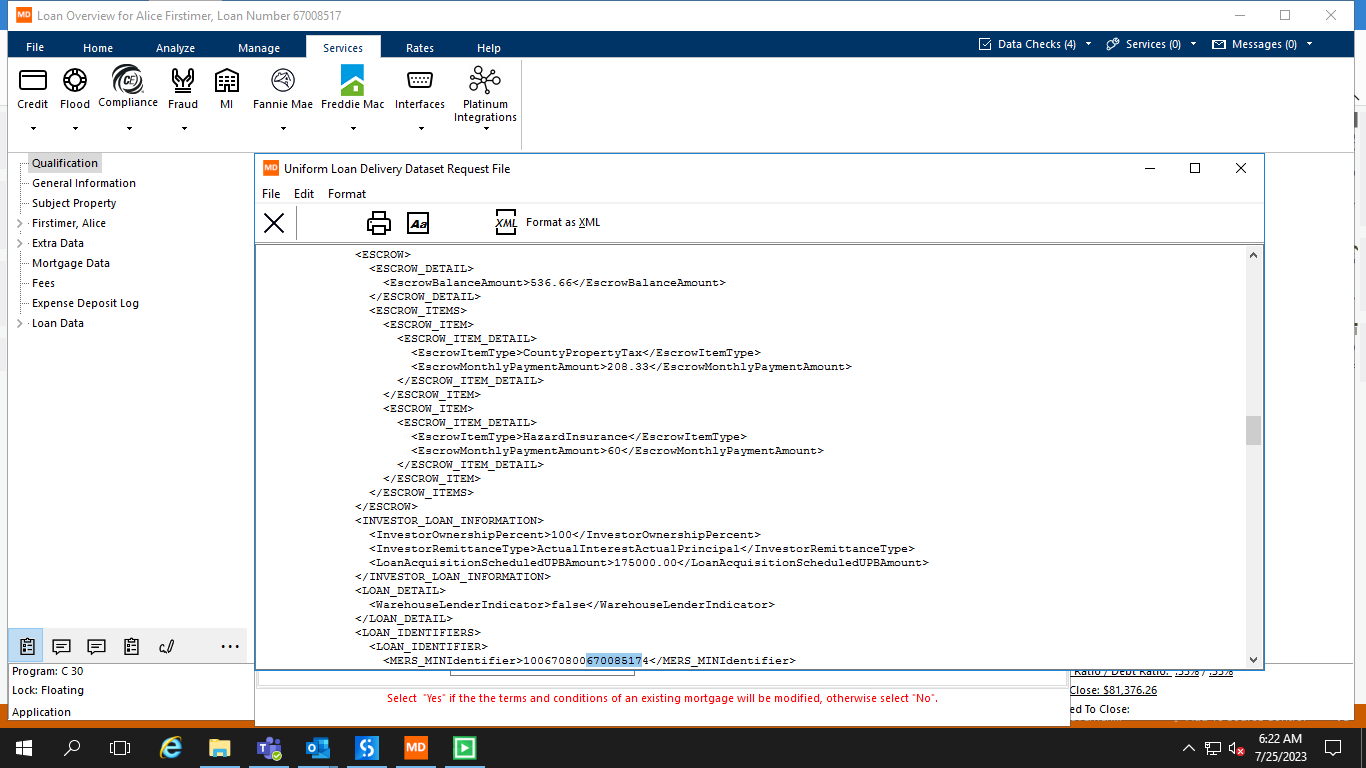 MD Loan Overview for Alice Firstimer, Loan Number 67008517
File Home Analyze Manage Services Rates Help Data Checks (4) Services (0) Messages (0)
Credit Flood Compliance Fraud MI Fannie Mae Freddie Mac Interfaces Platinum Integrations
Qualification
General Information
Subject Property
Firstimer, Alice
Extra Data
Mortgage Data
Fees
Expense Deposit Log
Loan Data
MD Uniform Loan Delivery Dataset Request File
File Edit Format
Aa XML Format as XML
<ESCROW>
<ESCROW_DETAIL>
<EscrowBalanceAmount>536.66</EscrowBalanceAmount>
</ESCROW_DETAIL>
<ESCROW_ITEMS>
<ESCROW_ITEM>
<ESCROW_ITEM_DETAIL>
<EscrowItemType>CountyPropertyTax</EscrowItemType>
<EscrowMonthlyPaymentAmount>208.33</EscrowMonthlyPaymentAmount>
</ESCROW_ITEM_DETAIL>
</ESCROW_ITEM>
<ESCROW_ITEM>
<ESCROW_ITEM_DETAIL>
<EscrowItemType>HazardInsurance</EscrowItemType>
<EscrowMonthlyPaymentAmount>60</EscrowMonthlyPaymentAmount>
</ESCROW_ITEM_DETAIL>
</ESCROW_ITEM>
</ESCROW_ITEMS>
</ESCROW>
<INVESTOR_LOAN_INFORMATION>
<InvestorOwnershipPercent>100</InvestorOwnershipPercent>
<InvestorRemittanceType>ActualInterestActualPrincipal</InvestorRemittanceType>
<LoanAcquisitionScheduledUPBAmount>175000.00</LoanAcquisitionScheduledUPBAmount>
</INVESTOR_LOAN_INFORMATION>
<LOAN_DETAIL>
<WarehouseLenderIndicator>false</WarehouseLenderIndicator>
</LOAN_DETAIL>
<LOAN_IDENTIFIERS>
<LOAN_IDENTIFIER>
<MERS_MINIdentifier>100670800670085174</MERS_MINIdentifier>
Program: C 30
Lock: Floating
Application
Select "Yes" if the the terms and conditions of an existing mortgage will be modified, otherwise select "No".
Ratio / Debt Ratio:
Close: $81,376.26
ed To Close:
MD
6:22 AM
7/25/2023